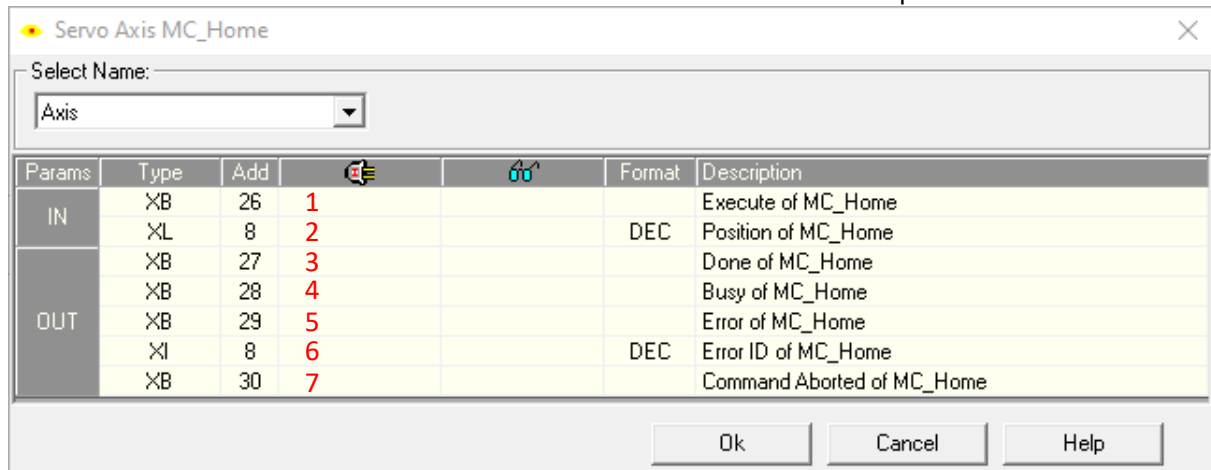 Servo Axis MC_Home
Select Name:
Axis
Params Type Add Format Description
IN XB 26 1 Execute of MC_Home
XL 8 2 DEC Position of MC_Home
OUT XB 27 3 Done of MC_Home
XB 28 4 Busy of MC_Home
XB 29 5 Error of MC_Home
XI 8 6 DEC Error ID of MC_Home
XB 30 7 Command Aborted of MC_Home
Ok Cancel Help